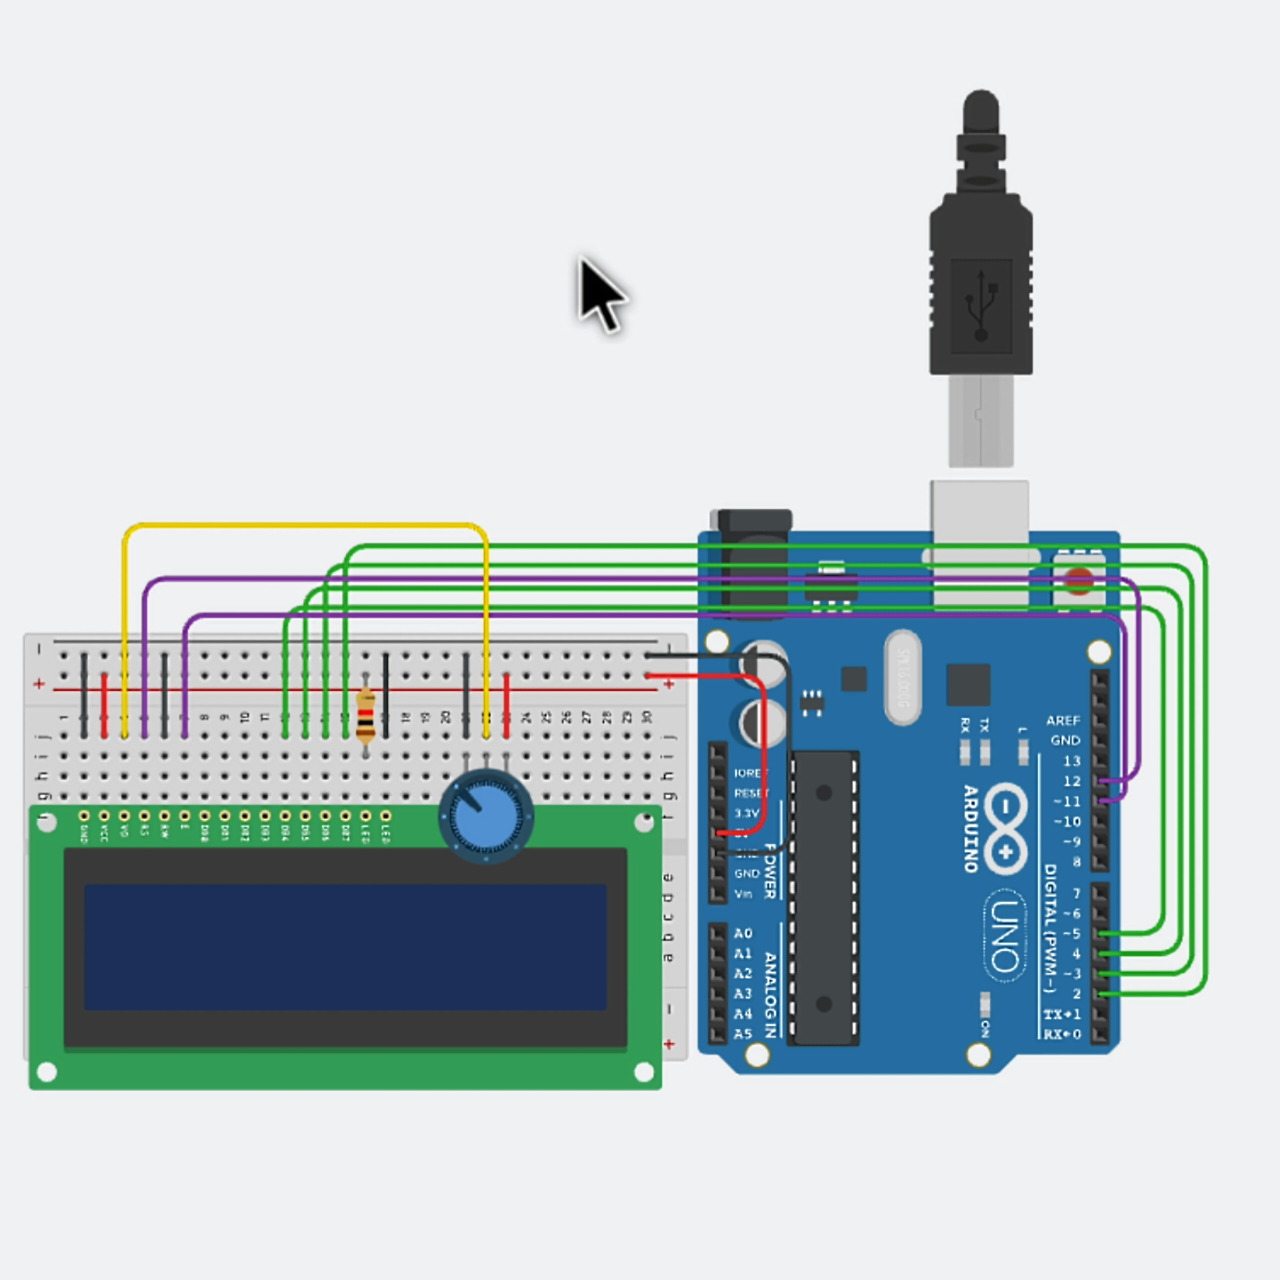 1 8 9 10 11 18 19 20 24 25 26 27 28 29 30
j j
i i
h h
g g
f
GND VCC V0 RS RW E DB0 DB1 DB2 DB3 DB4 DB5 DB6 DB7 LED LED
e
d
c
b
a
IOREF
RESET
3.3V
5V
GND
GND
Vin
POWER
A0
A1
A2
A3
A4
A5
ANALOG IN
RX TX L
AREF
GND
13
12
~11
~10
~9
8
7
~6
~5
4
~3
2
TX→1
RX←0
DIGITAL (PWM~)
ARDUINO
UNO
ON